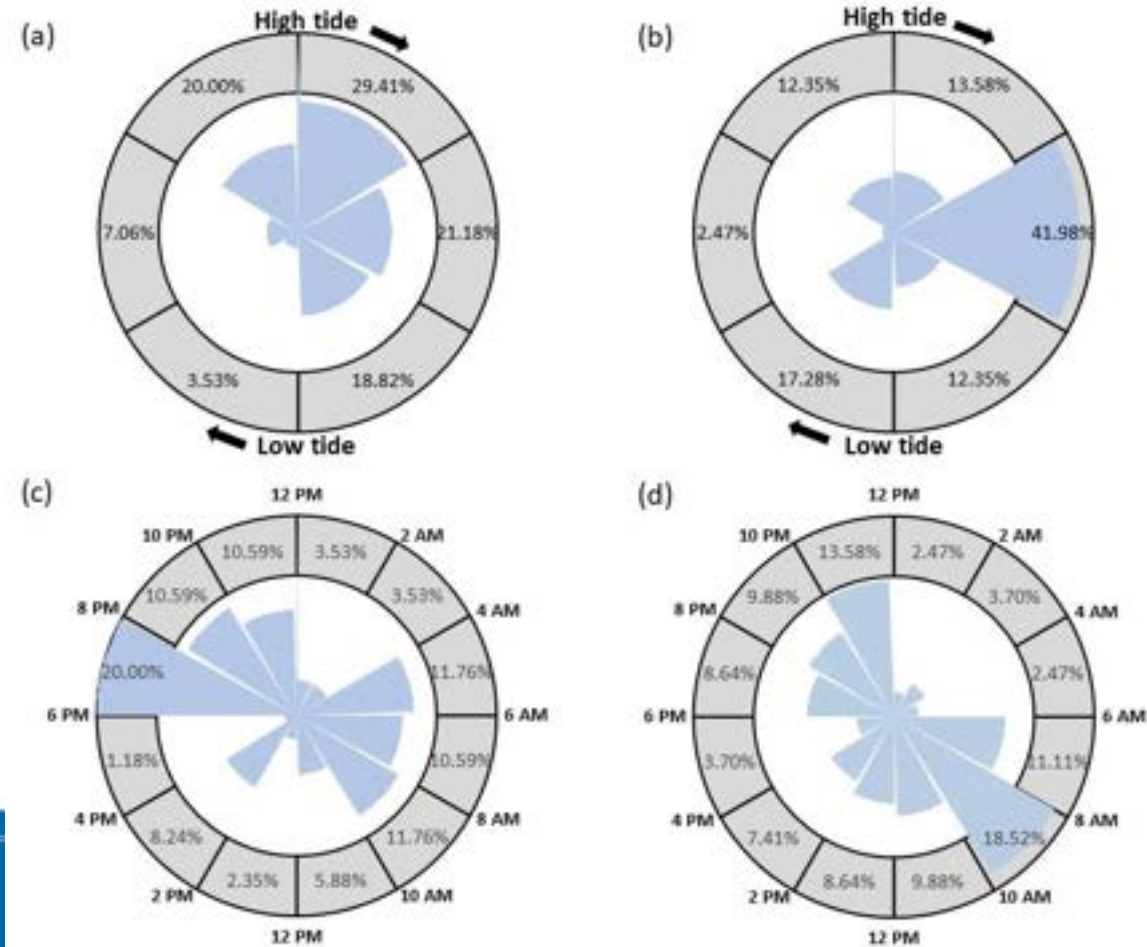 (a)
High tide
20.00%
29.41%
7.06%
21.18%
3.53%
18.82%
Low tide
(b)
High tide
12.35%
13.58%
2.47%
41.98%
17.28%
12.35%
Low tide
(c)
12 PM
10 PM
2 AM
10.59%
3.53%
10.59%
3.53%
8 PM
4 AM
20.00%
11.76%
6 PM
6 AM
1.18%
10.59%
4 PM
8 AM
8.24%
11.76%
2.35%
5.88%
2 PM
10 AM
12 PM
(d)
12 PM
10 PM
2 AM
13.58%
2.47%
9.88%
3.70%
8 PM
4 AM
8.64%
2.47%
6 PM
6 AM
3.70%
11.11%
4 PM
8 AM
7.41%
18.52%
8.64%
9.88%
2 PM
10 AM
12 PM